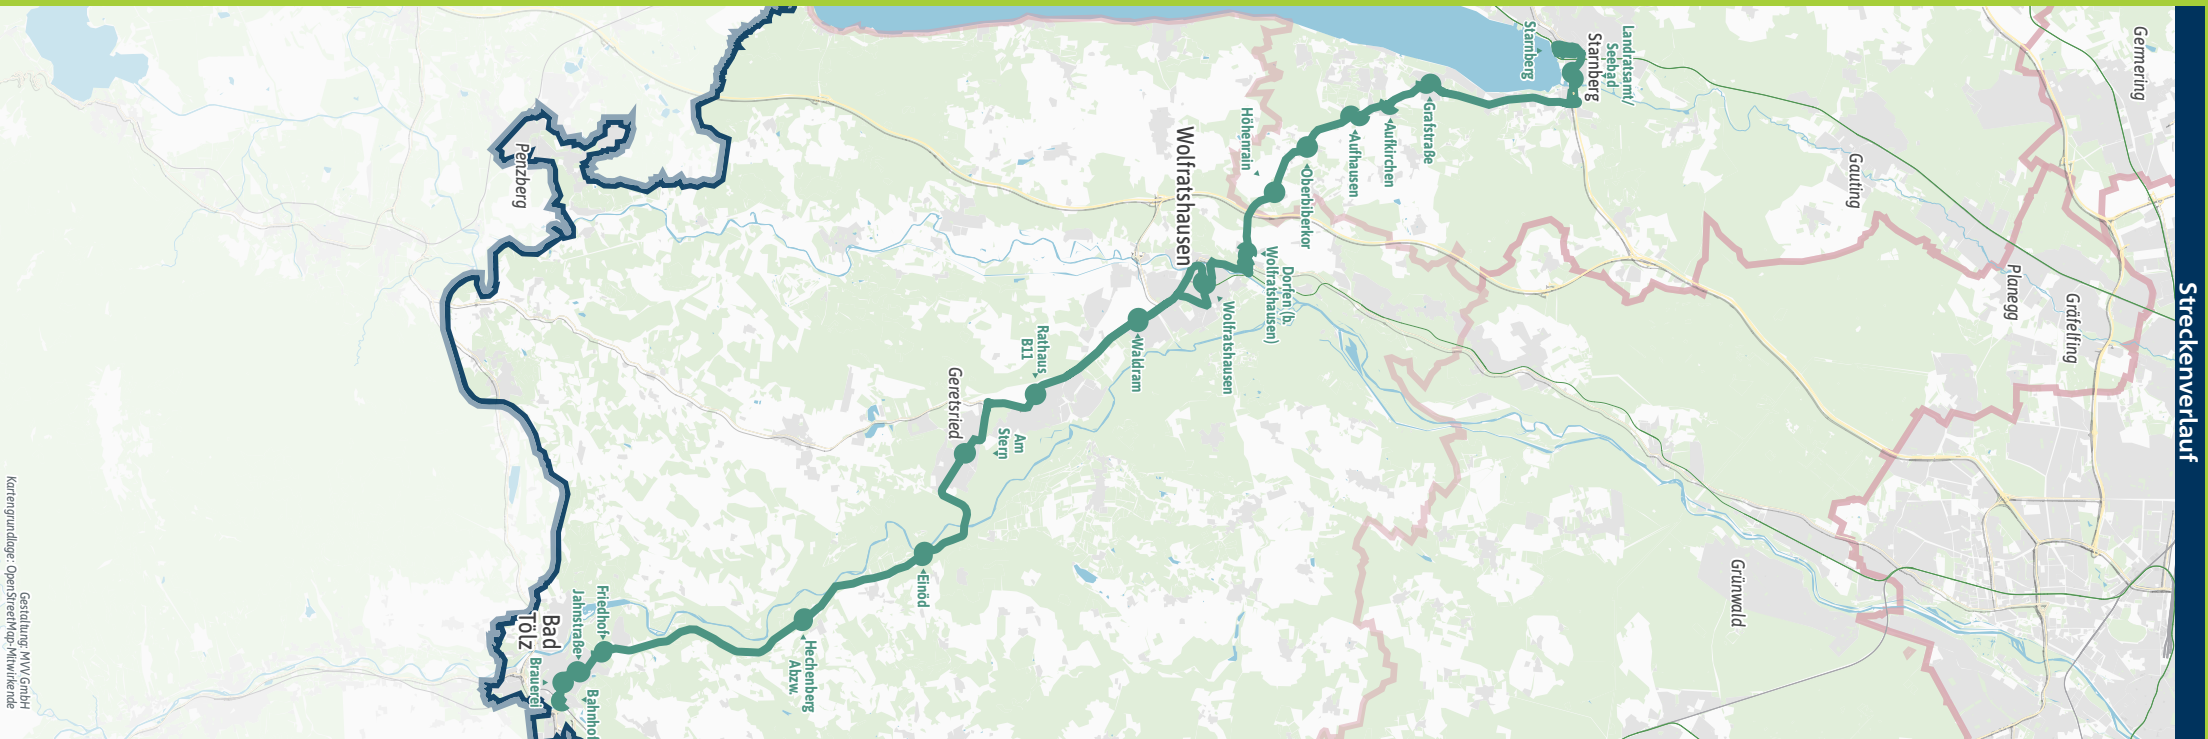 Streckenverlauf
Germering
Gräfelfing
Planegg
Gauting
Grünwald
Landratsamt/
Seebad
Starnberg
Starnberg
Grafstraße
Aufkirchen
Aufhausen
Oberbiberkor
Höhenrain
Dorfen (b.
Wolfratshausen)
Wolfratshausen
Wolfratshausen
Waldram
Rathaus
B11
Geretsried
Am
Stern
Einöd
Hechenberg
Abzw.
Friedhof
Jahnstraße
Bahnhof
Brauerei
Bad
Tölz
Penzberg
Gestaltung: MVV GmbH
Kartengrundlage: OpenStreetMap-Mitwirkende